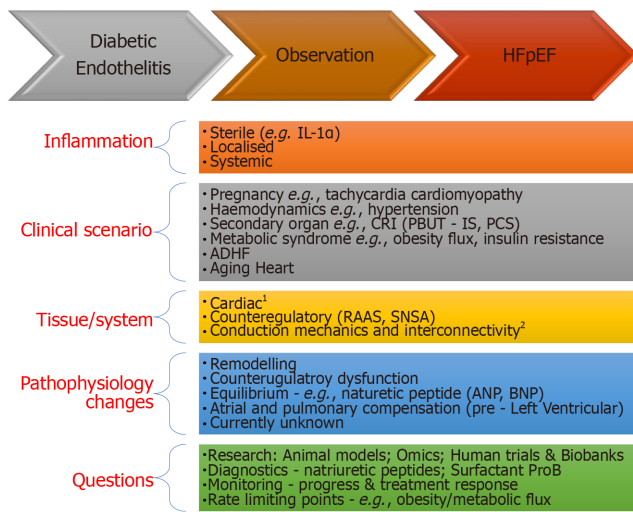 Diabetic
Endothelitis
Observation
HFpEF
Inflammation
• Sterile (e.g. IL-1α)
• Localised
• Systemic
Clinical scenario
• Pregnancy e.g., tachycardia cardiomyopathy
• Haemodynamics e.g., hypertension
• Secondary organ e.g., CRI (PBUT - IS, PCS)
• Metabolic syndrome e.g., obesity flux, insulin resistance
• ADHF
• Aging Heart
Tissue/system
• Cardiac¹
• Counteregulatory (RAAS, SNSA)
• Conduction mechanics and interconnectivity²
Pathophysiology
changes
• Remodelling
• Counterugulatroy dysfunction
• Equilibrium - e.g., naturetic peptide (ANP, BNP)
• Atrial and pulmonary compensation (pre - Left Ventricular)
• Currently unknown
Questions
• Research: Animal models; Omics; Human trials & Biobanks
• Diagnostics - natriuretic peptides; Surfactant ProB
• Monitoring - progress & treatment response
• Rate limiting points - e.g., obesity/metabolic flux